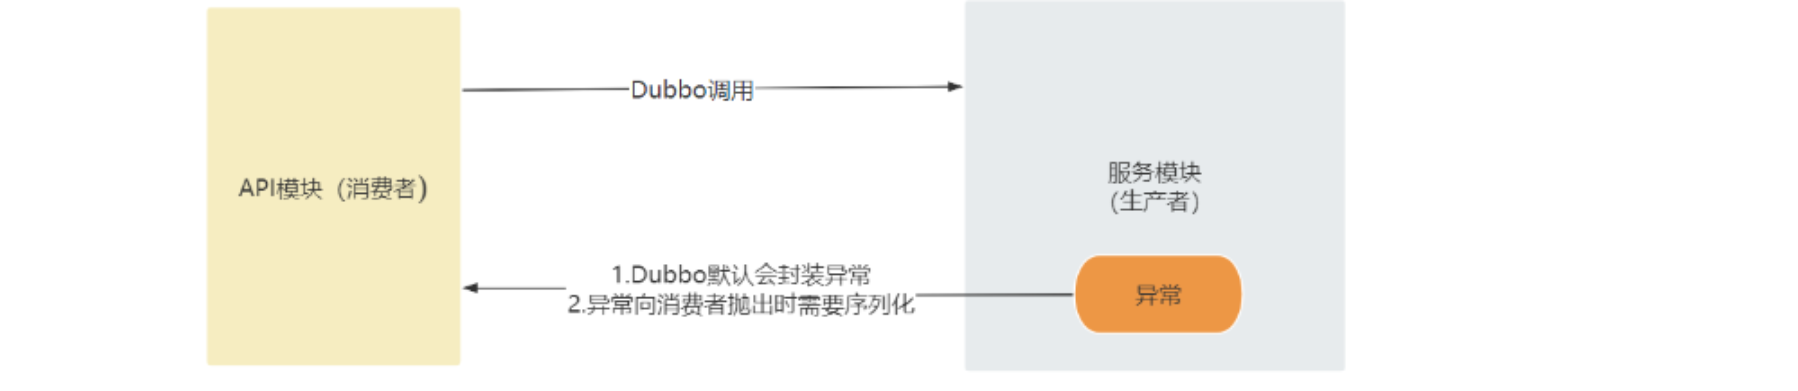 Dubbo调用
API模块（消费者）
服务模块
（生产者）
1.Dubbo默认会封装异常
2.异常向消费者抛出时需要序列化
异常